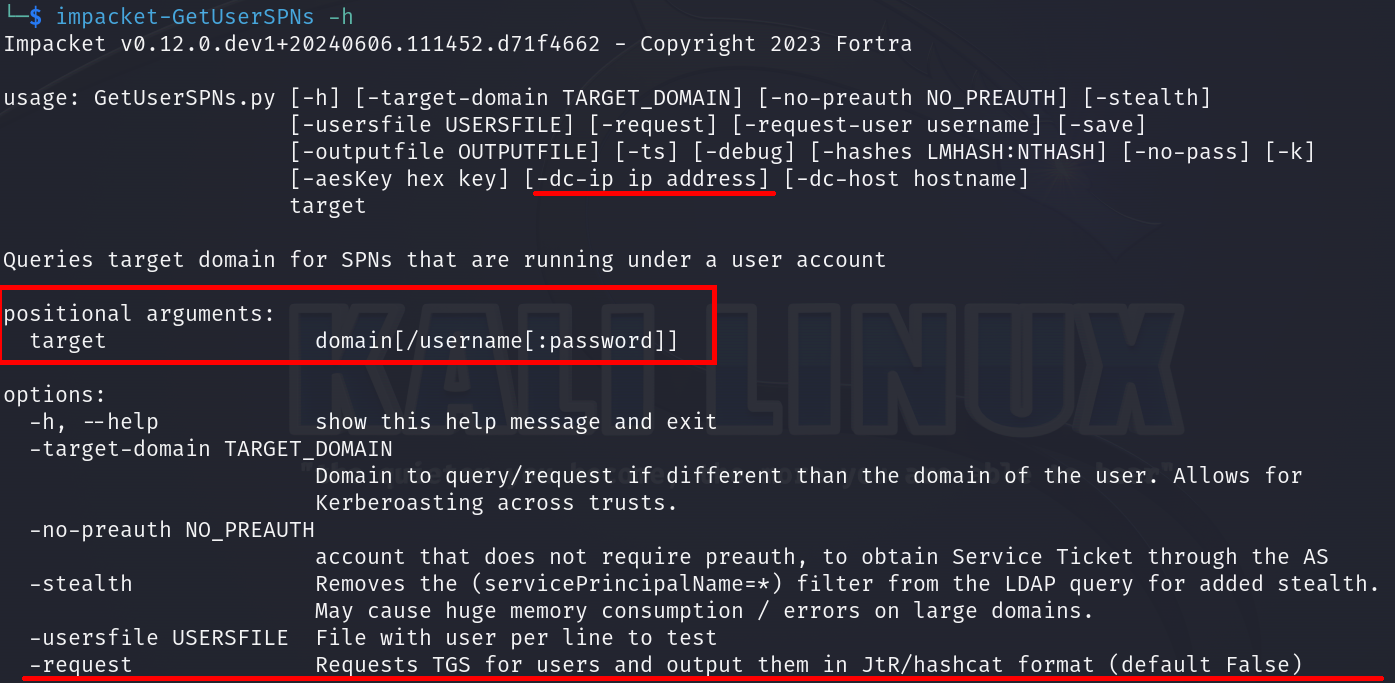 └─$ impacket-GetUserSPNs -h
Impacket v0.12.0.dev1+20240606.111452.d71f4662 - Copyright 2023 Fortra
usage: GetUserSPNs.py [-h] [-target-domain TARGET_DOMAIN] [-no-preauth NO_PREAUTH] [-stealth]
[-usersfile USERSFILE] [-request] [-request-user username] [-save]
[-outputfile OUTPUTFILE] [-ts] [-debug] [-hashes LMHASH:NTHASH] [-no-pass] [-k]
[-aesKey hex key] [-dc-ip ip address] [-dc-host hostname]
target
Queries target domain for SPNs that are running under a user account
positional arguments:
target domain[/username[:password]]
KALI LINUX
options:
-h, --help show this help message and exit
-target-domain TARGET_DOMAIN
Domain to query/request if different than the domain of the user. Allows for
Kerberoasting across trusts.
-no-preauth NO_PREAUTH
account that does not require preauth, to obtain Service Ticket through the AS
-stealth Removes the (servicePrincipalName=*) filter from the LDAP query for added stealth.
May cause huge memory consumption / errors on large domains.
-usersfile USERSFILE File with user per line to test
-request Requests TGS for users and output them in JtR/hashcat format (default False)